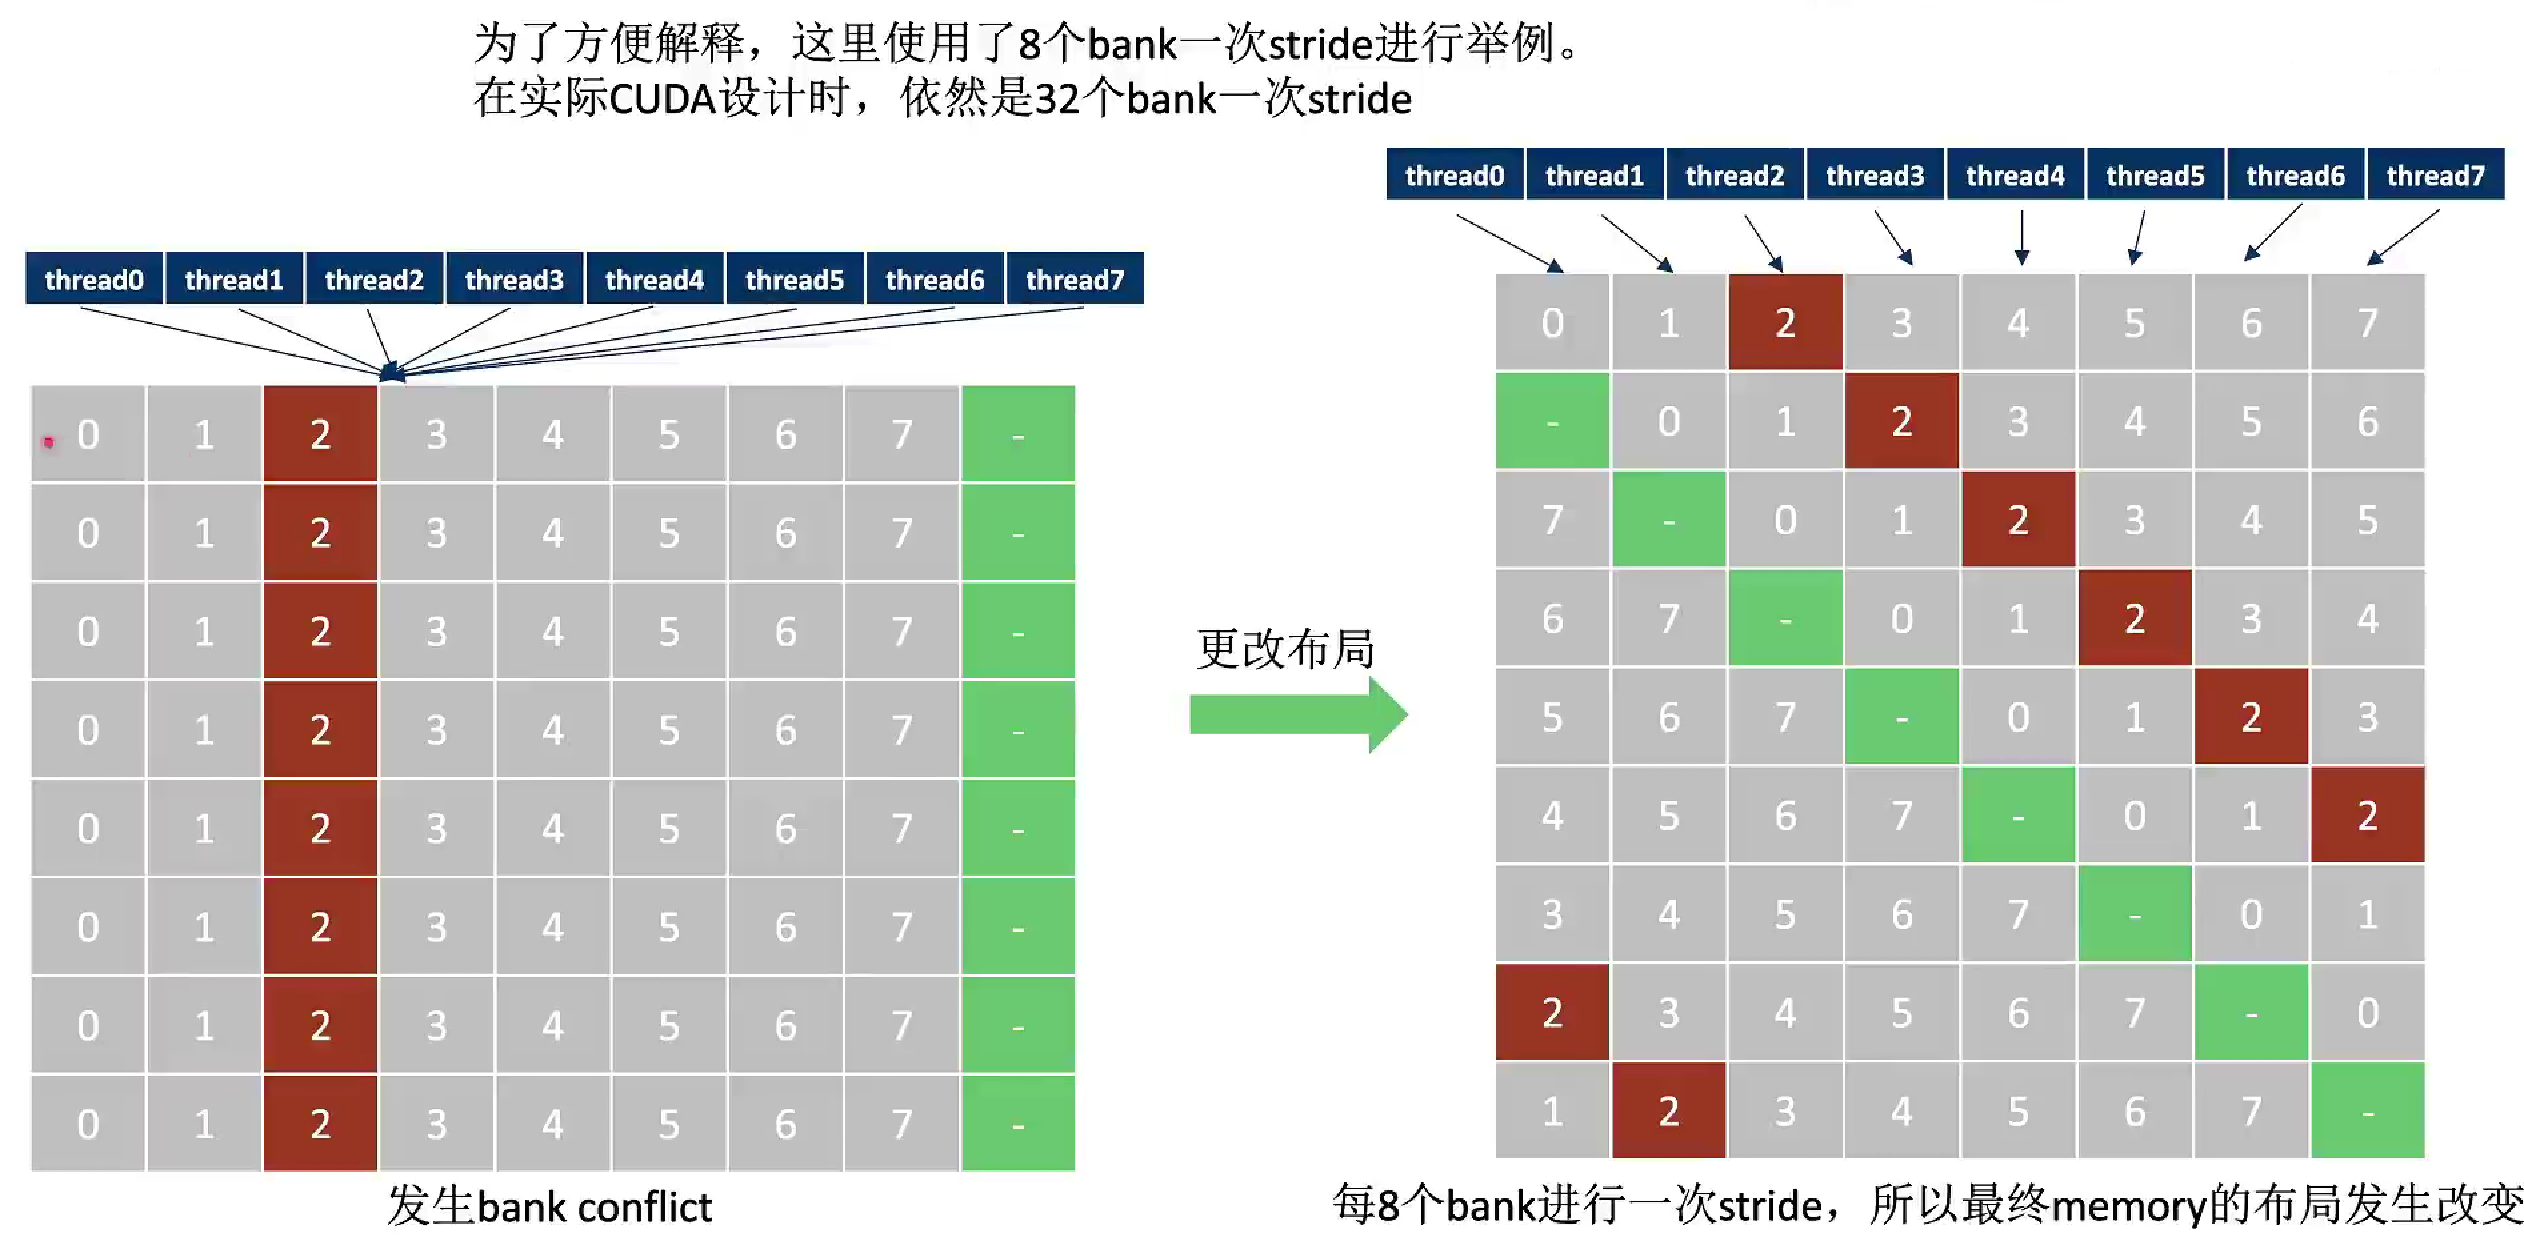 为了方便解释，这里使用了8个bank一次stride进行举例。
在实际CUDA设计时，依然是32个bank一次stride
thread0 thread1 thread2 thread3 thread4 thread5 thread6 thread7
0 1 2 3 4 5 6 7 -
0 1 2 3 4 5 6 7 -
0 1 2 3 4 5 6 7 -
0 1 2 3 4 5 6 7 -
0 1 2 3 4 5 6 7 -
0 1 2 3 4 5 6 7 -
0 1 2 3 4 5 6 7 -
0 1 2 3 4 5 6 7 -
发生bank conflict
更改布局
thread0 thread1 thread2 thread3 thread4 thread5 thread6 thread7
0 1 2 3 4 5 6 7
- 0 1 2 3 4 5 6
7 - 0 1 2 3 4 5
6 7 - 0 1 2 3 4
5 6 7 - 0 1 2 3
4 5 6 7 - 0 1 2
3 4 5 6 7 - 0 1
2 3 4 5 6 7 - 0
1 2 3 4 5 6 7 -
每8个bank进行一次stride，所以最终memory的布局发生改变